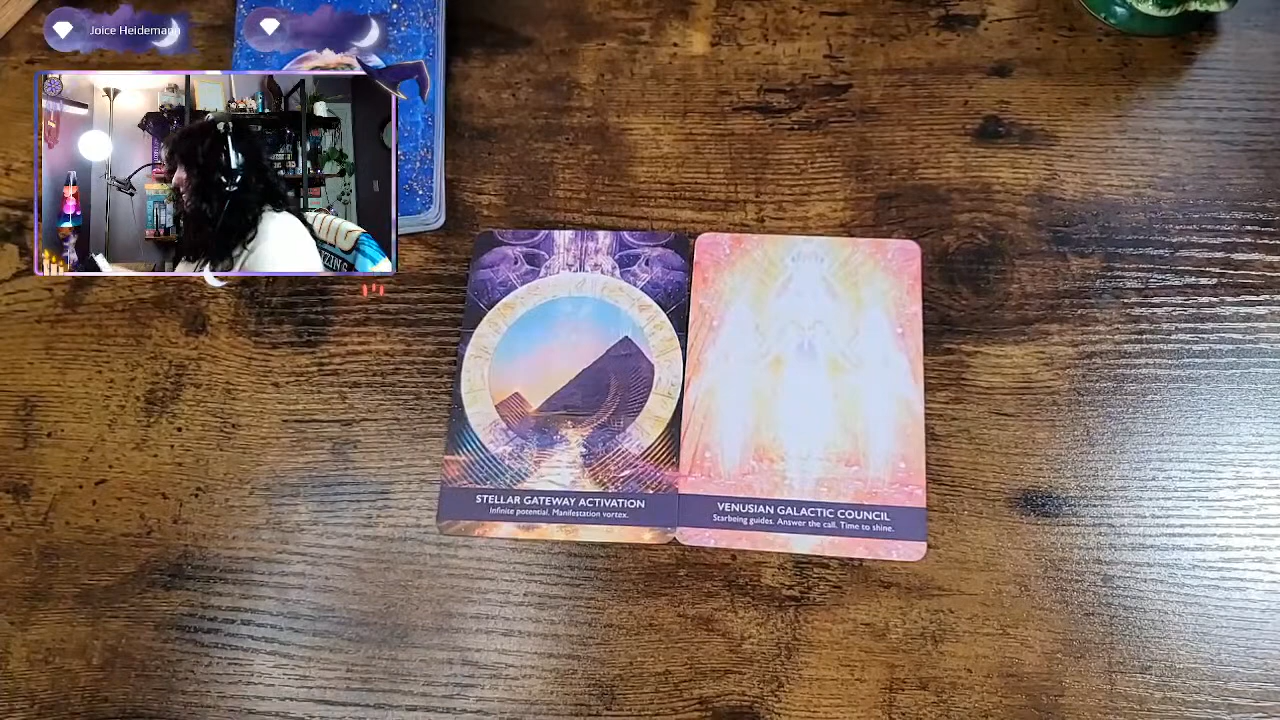 Joice Heidemann
STELLAR GATEWAY ACTIVATION
Infinite potential. Manifestation vortex.
VENUSIAN GALACTIC COUNCIL
Starbeing guides. Answer the call. Time to shine.